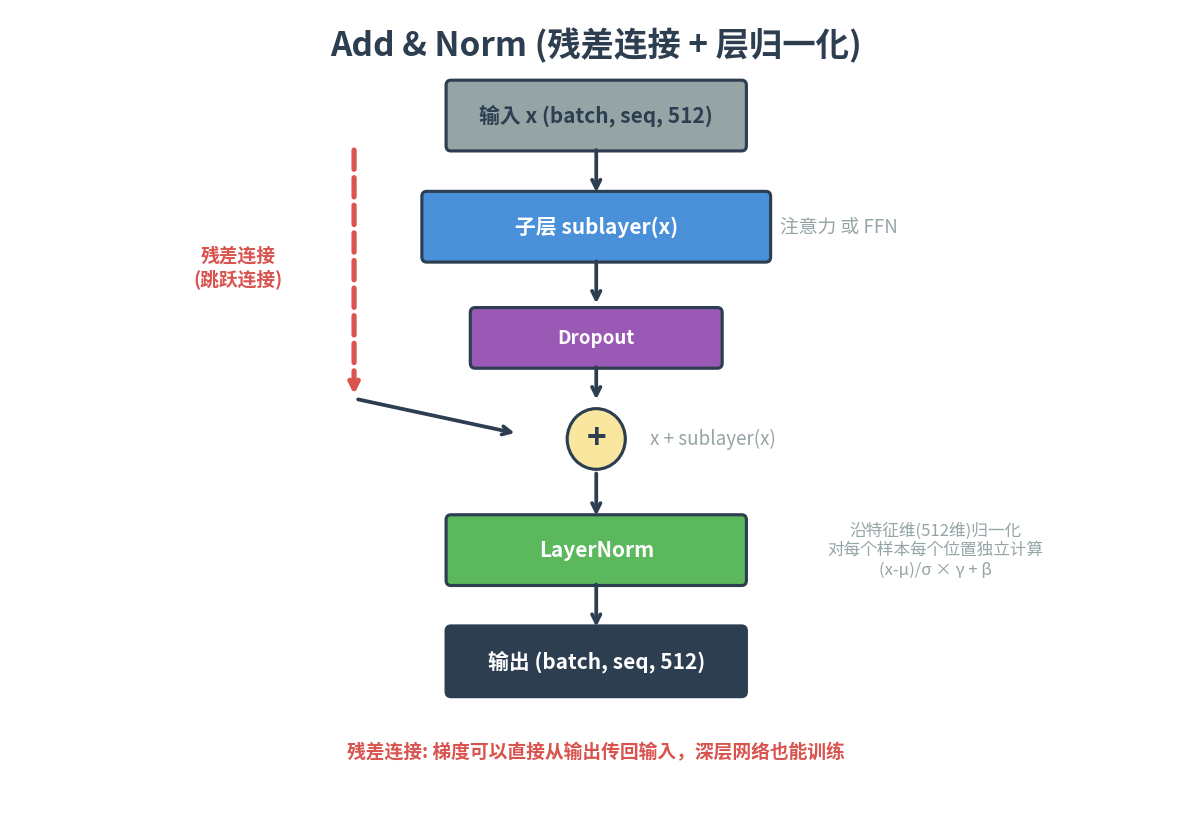 Add & Norm (残差连接 + 层归一化)
输入 x (batch, seq, 512)
子层 sublayer(x)
注意力 或 FFN
残差连接
(跳跃连接)
Dropout
+
x + sublayer(x)
LayerNorm
沿特征维(512维)归一化
对每个样本每个位置独立计算
(x-μ)/σ × γ + β
输出 (batch, seq, 512)
残差连接: 梯度可以直接从输出传回输入，深层网络也能训练